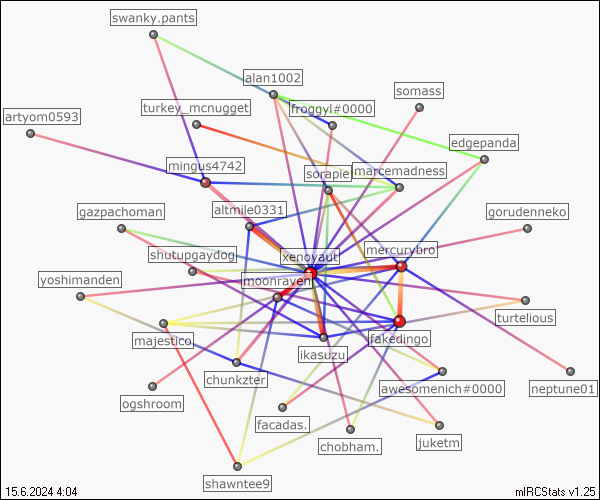 swanky.pants
alan1002
somass
turkey_mcnugget
froggyl#0000
artyom0593
edgepanda
mingus4742
sorapiel
marcemadness
gazpachoman
altmile0331
gorudenneko
shutupgaydog
xenoyaut
mercurybro
yoshimanden
moonraven
turtelious
majestico.
ikasuzu
fakedingo
chunkzter
awesomenich#0000
neptune01
ogshroom
facadas.
chobham.
juketm
shawntee9
15.6.2024 4:04
mIRCStats v1.25